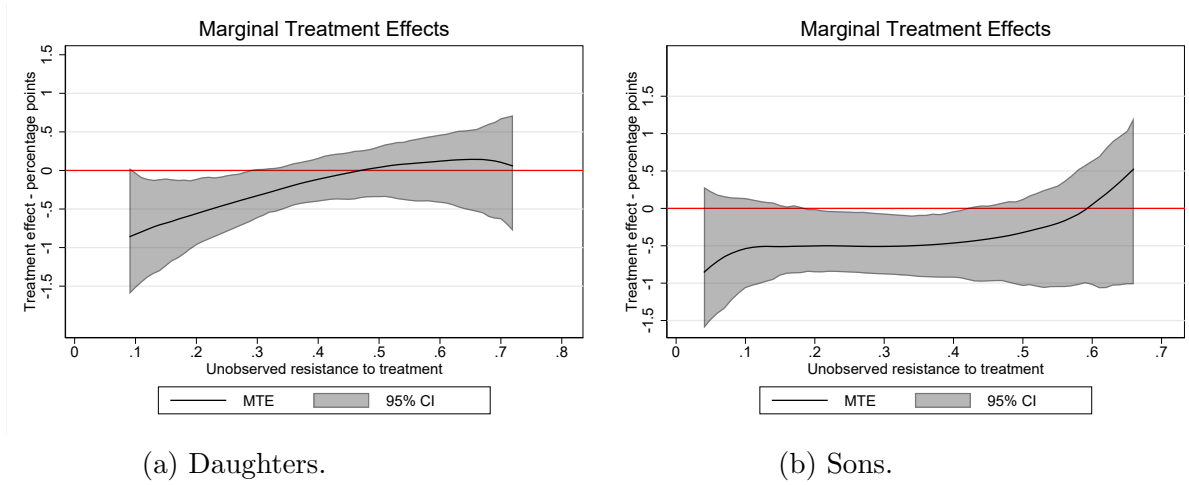 Marginal Treatment Effects
Treatment effect - percentage points
1.5
1
.5
0
-.5
-1
-1.5
0 .1 .2 .3 .4 .5 .6 .7 .8
Unobserved resistance to treatment
MTE 95% CI
(a) Daughters.
Marginal Treatment Effects
Treatment effect - percentage points
1.5
1
.5
0
-.5
-1
-1.5
0 .1 .2 .3 .4 .5 .6 .7
Unobserved resistance to treatment
MTE 95% CI
(b) Sons.